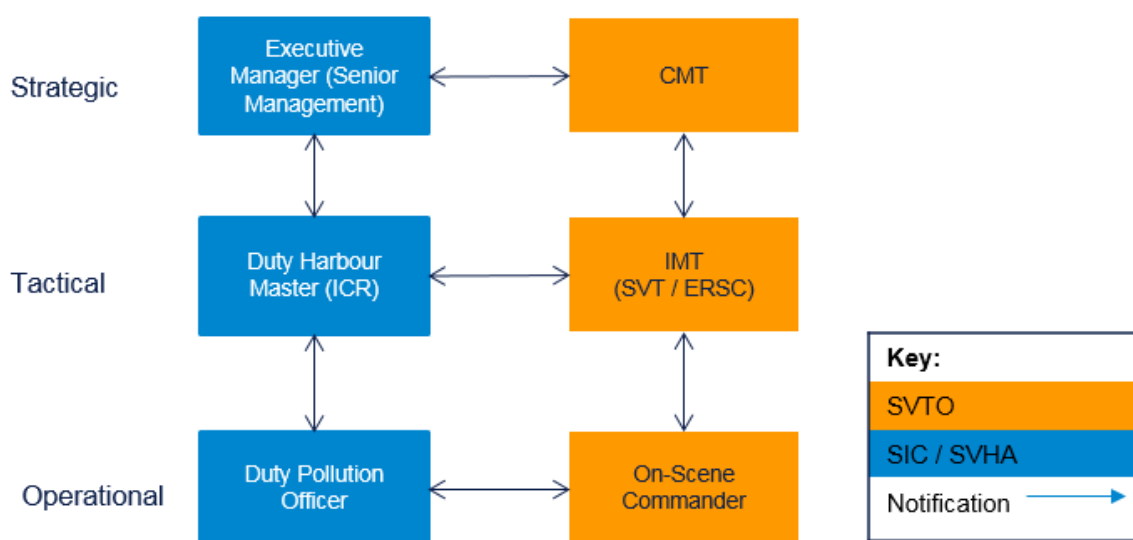 Strategic
Executive
Manager (Senior
Management)
CMT
Tactical
Duty Harbour
Master (ICR)
IMT
(SVT / ERSC)
Operational
Duty Pollution
Officer
On-Scene
Commander
Key:
SVTO
SIC / SVHA
Notification